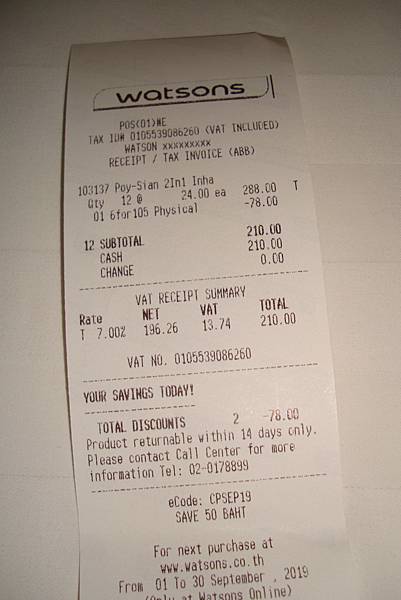 watsons
POS(01)ME
TAX ID# 0105539086260 (VAT INCLUDED)
WATSON xxxxxxxxx
RECEIPT / TAX INVOICE (ABB)
103137 Poy-Sian 2In1 Inha
Qty 12 @ 24.00 ea 288.00 T
01 6for105 Physical -78.00
12 SUBTOTAL 210.00
CASH 210.00
CHANGE 0.00
VAT RECEIPT SUMMARY
Rate NET VAT TOTAL
T 7.00% 196.26 13.74 210.00
VAT NO. 0105539086260
YOUR SAVINGS TODAY!
TOTAL DISCOUNTS 2 -78.00
Product returnable within 14 days only.
Please contact Call Center for more
information Tel: 02-0178899
eCode: CPSEP19
SAVE 50 BAHT
For next purchase at
www.watsons.co.th
From 01 To 30 September , 2019
(Only at Watsons Online)